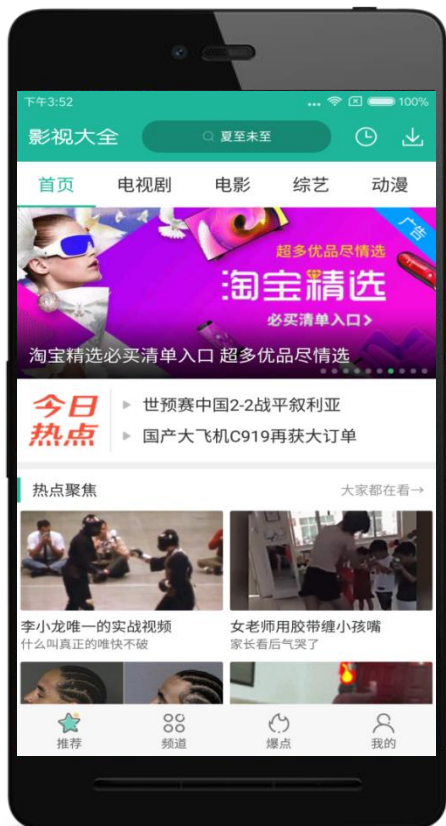 下午3:52
... 100%
影视大全
夏至未至
首页 电视剧 电影 综艺 动漫
广告
超多优品尽情选
淘宝精选
必买清单入口>
淘宝精选必买清单入口 超多优品尽情选
今日
热点
世预赛中国2-2战平叙利亚
国产大飞机C919再获大订单
热点聚焦
大家都在看→
李小龙唯一的实战视频
什么叫真正的唯快不破
女老师用胶带缠小孩嘴
家长看后气哭了
推荐 频道 爆点 我的